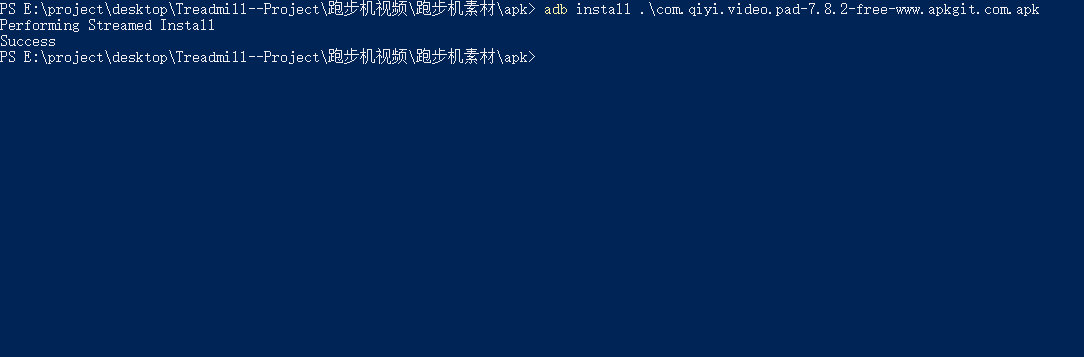 PS E:\project\desktop\Treadmill--Project\跑步机视频\跑步机素材\apk> adb install .\com.qiyi.video.pad-7.8.2-free-www.apkgit.com.apk
Performing Streamed Install
Success
PS E:\project\desktop\Treadmill--Project\跑步机视频\跑步机素材\apk>